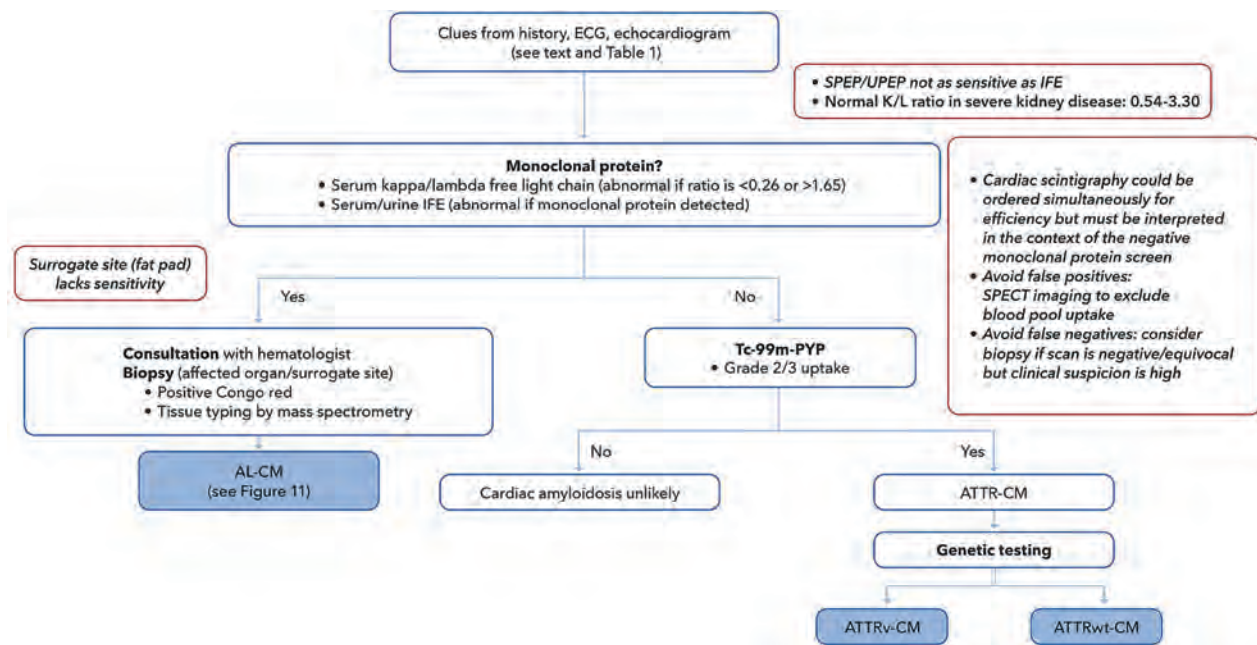 Clues from history, ECG, echocardiogram
(see text and Table 1)
• SPEP/UPEP not as sensitive as IFE
• Normal K/L ratio in severe kidney disease: 0.54-3.30
Monoclonal protein?
• Serum kappa/lambda free light chain (abnormal if ratio is <0.26 or >1.65)
• Serum/urine IFE (abnormal if monoclonal protein detected)
• Cardiac scintigraphy could be
ordered simultaneously for
efficiency but must be interpreted
in the context of the negative
monoclonal protein screen
• Avoid false positives:
SPECT imaging to exclude
blood pool uptake
• Avoid false negatives: consider
biopsy if scan is negative/equivocal
but clinical suspicion is high
Surrogate site (fat pad)
lacks sensitivity
Yes
No
Consultation with hematologist
Biopsy (affected organ/surrogate site)
• Positive Congo red
• Tissue typing by mass spectrometry
Tc-99m-PYP
• Grade 2/3 uptake
No
Yes
AL-CM
(see Figure 11)
Cardiac amyloidosis unlikely
ATTR-CM
Genetic testing
ATTRv-CM
ATTRwt-CM